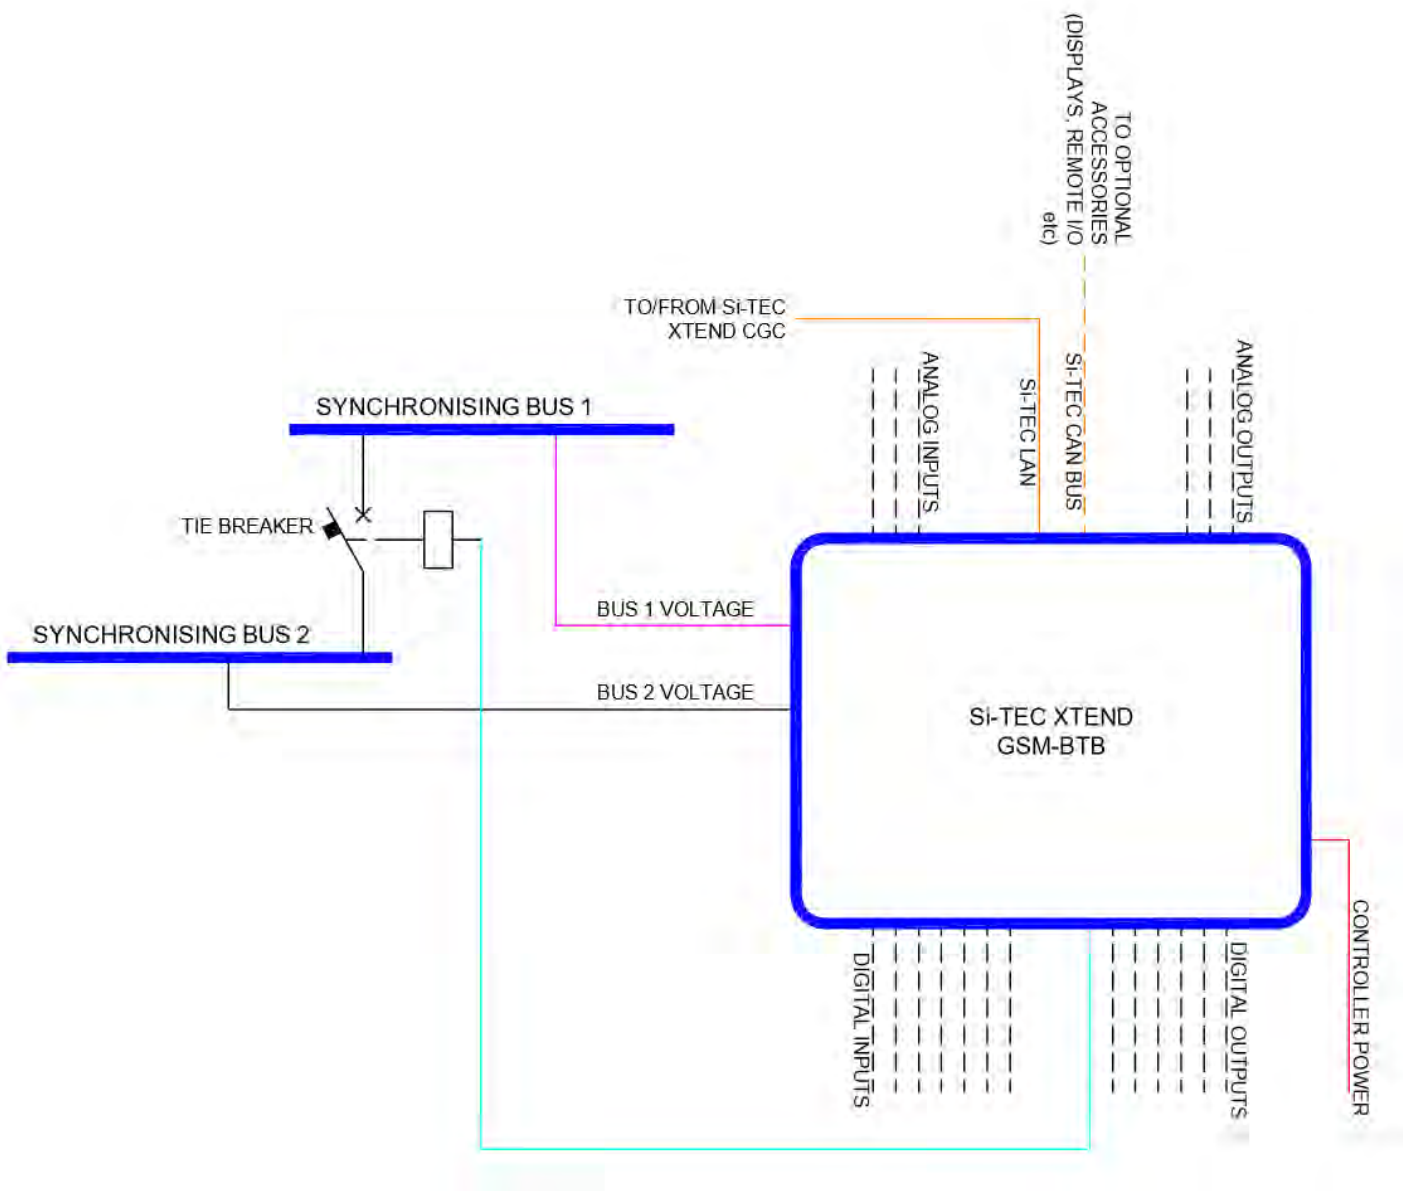 TO OPTIONAL
ACCESSORIES
(DISPLAYS, REMOTE I/O
etc)
TO/FROM Si-TEC
XTEND CGC
ANALOG INPUTS
Si-TEC LAN
Si-TEC CAN BUS
ANALOG OUTPUTS
SYNCHRONISING BUS 1
TIE BREAKER
BUS 1 VOLTAGE
SYNCHRONISING BUS 2
BUS 2 VOLTAGE
Si-TEC XTEND
GSM-BTB
DIGITAL INPUTS
DIGITAL OUTPUTS
CONTROLLER POWER